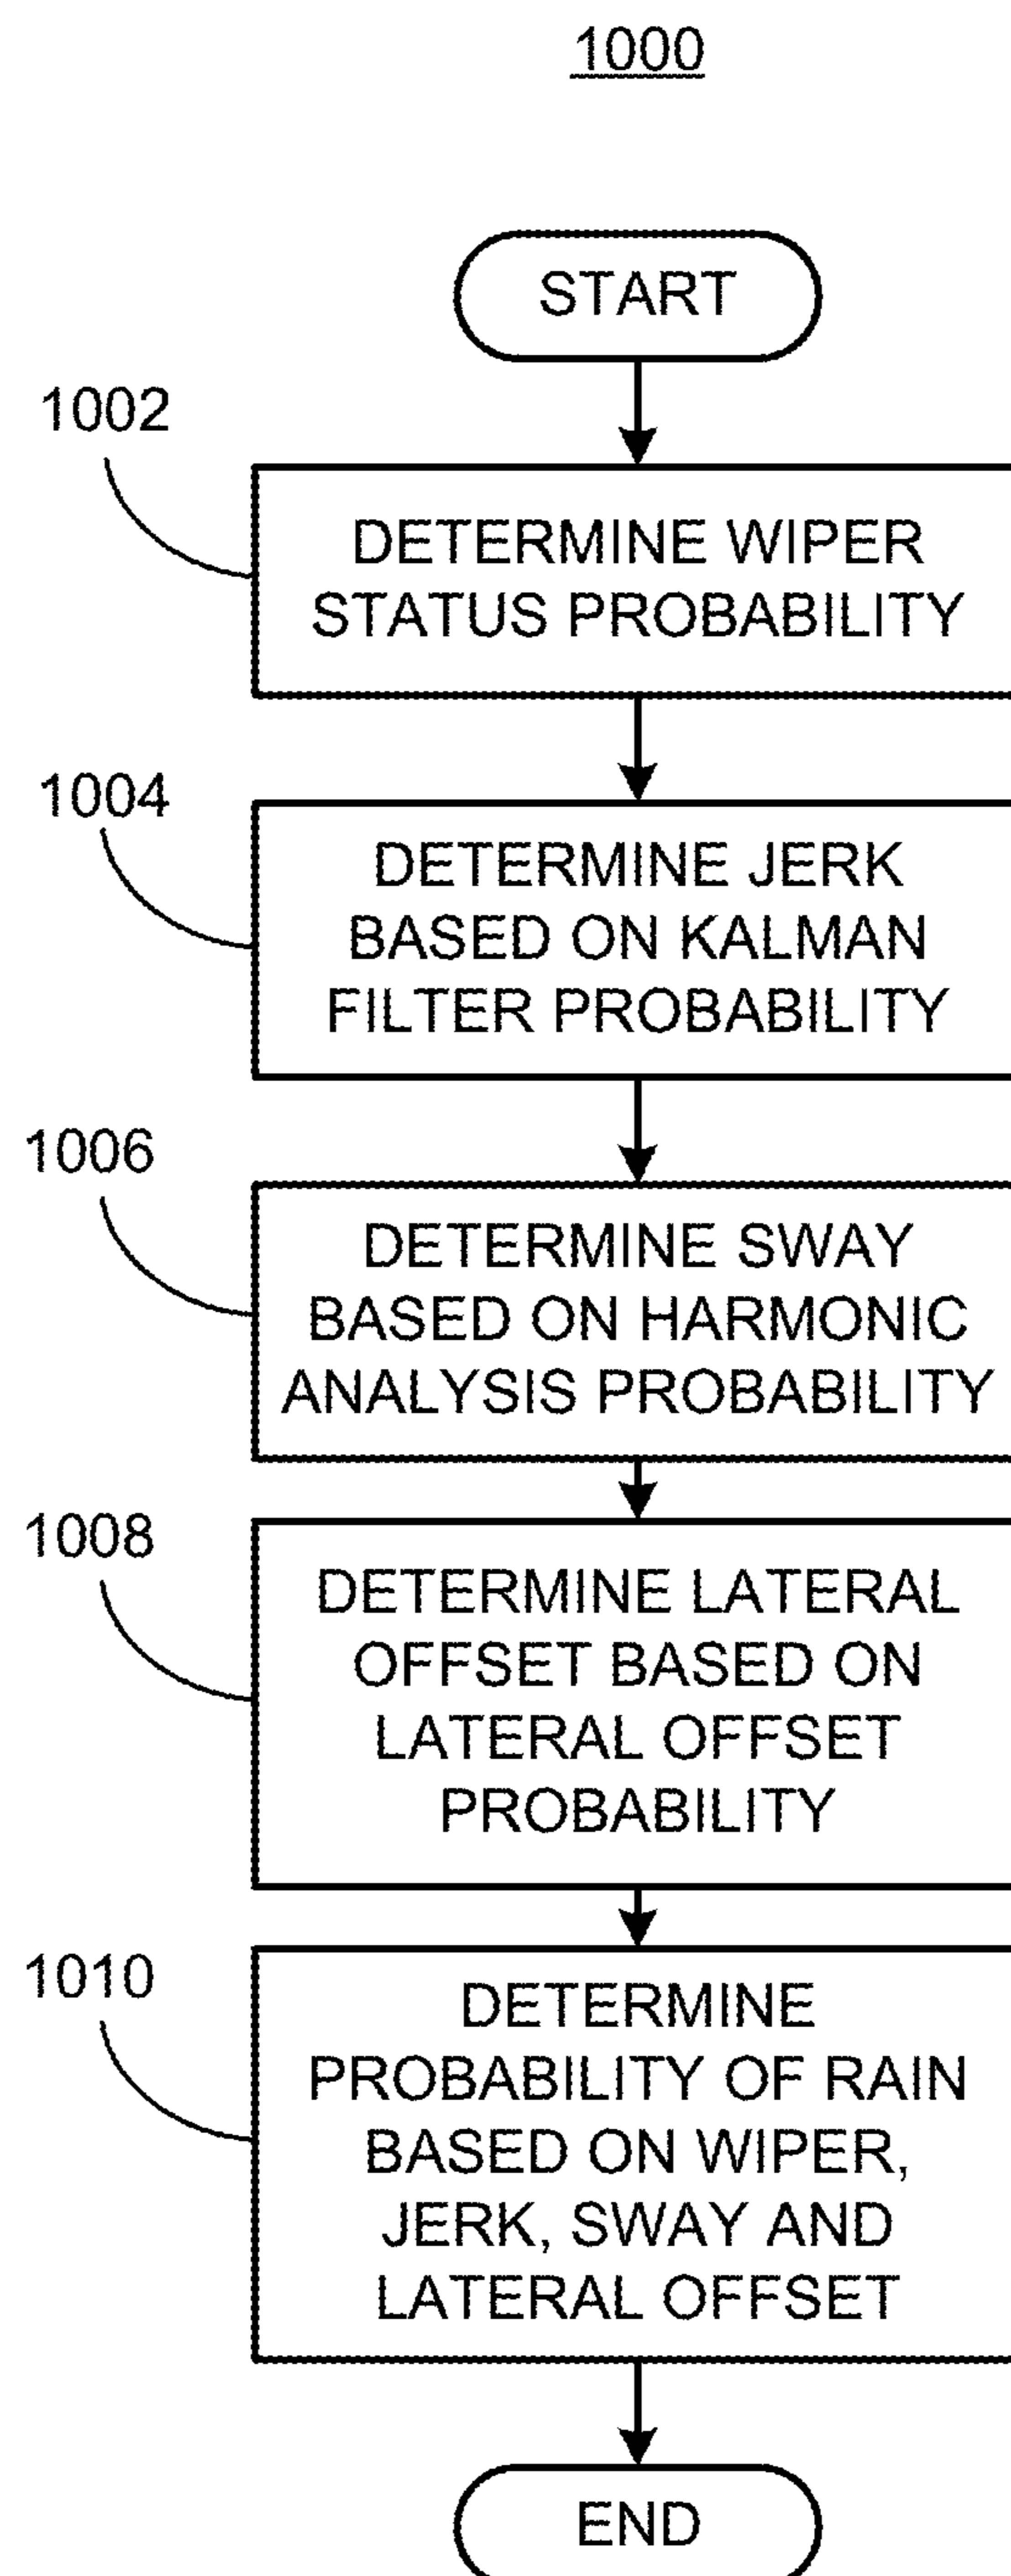 1000
START
1002
DETERMINE WIPER
STATUS PROBABILITY
1004
DETERMINE JERK
BASED ON KALMAN
FILTER PROBABILITY
1006
DETERMINE SWAY
BASED ON HARMONIC
ANALYSIS PROBABILITY
1008
DETERMINE LATERAL
OFFSET BASED ON
LATERAL OFFSET
PROBABILITY
1010
DETERMINE
PROBABILITY OF RAIN
BASED ON WIPER,
JERK, SWAY AND
LATERAL OFFSET
END